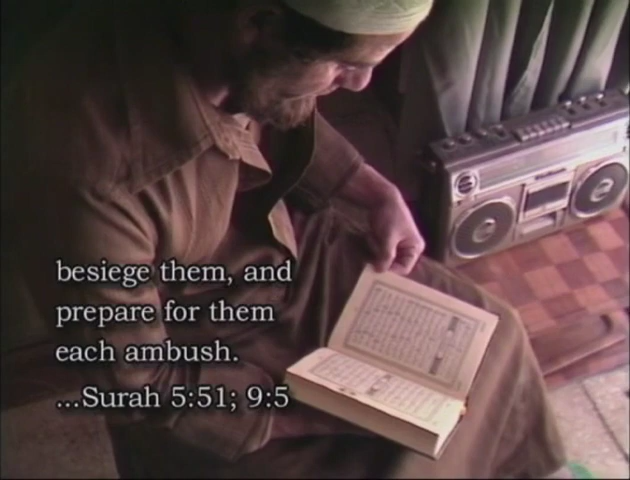 besiege them, and
prepare for them
each ambush.
...Surah 5:51; 9:5